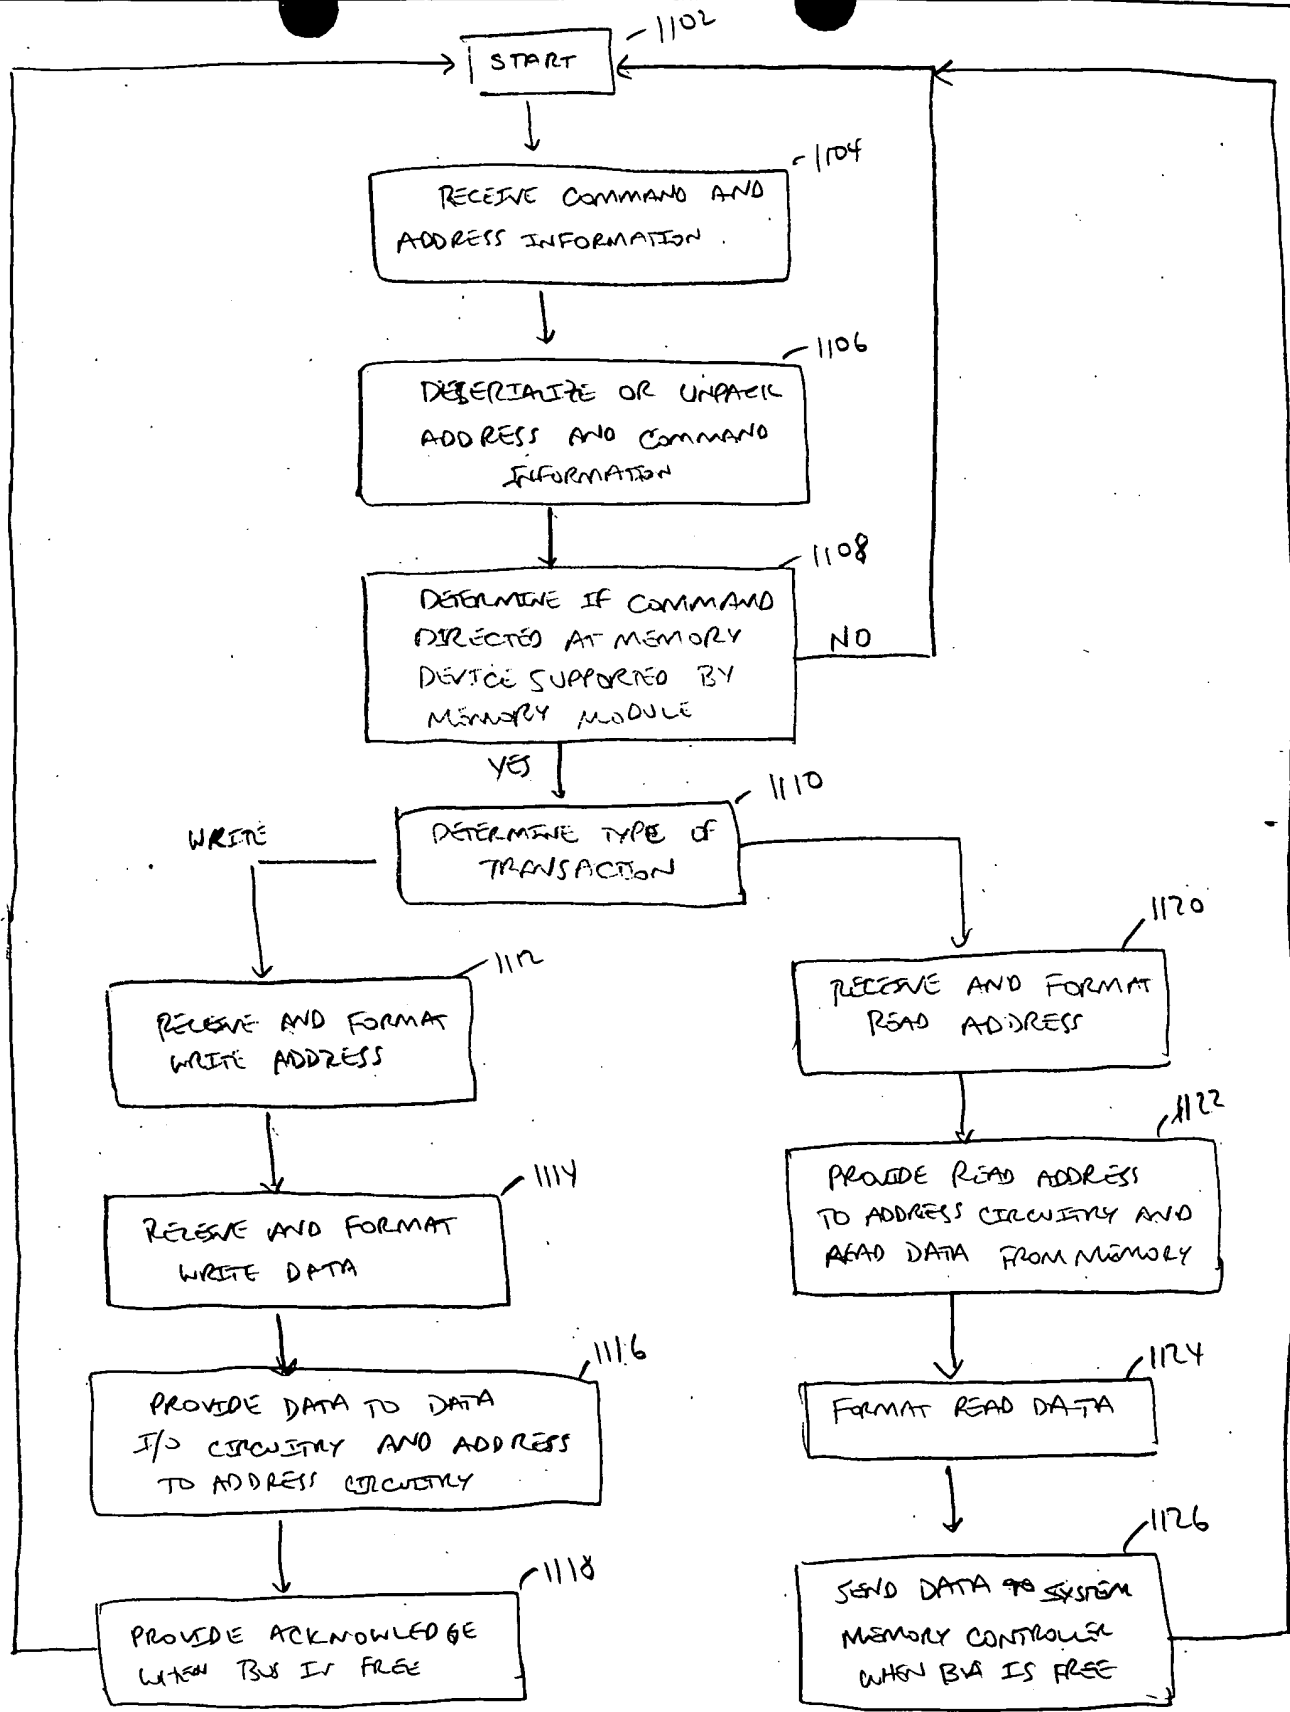 1102
START
1104
RECEIVE COMMAND AND
ADDRESS INFORMATION.
1106
DESERIALIZE OR UNPACK
ADDRESS AND COMMAND
INFORMATION
1108
DETERMINE IF COMMAND
DIRECTED AT MEMORY
DEVICE SUPPORTED BY
MEMORY MODULE
NO
YES
1110
DETERMINE TYPE OF
TRANSACTION
WRITE
1112
RECEIVE AND FORMAT
WRITE ADDRESS
1114
RECEIVE AND FORMAT
WRITE DATA
1116
PROVIDE DATA TO DATA
I/O CIRCUITRY AND ADDRESS
TO ADDRESS CIRCUITRY
1118
PROVIDE ACKNOWLEDGE
WHEN BUS IS FREE
1120
RECEIVE AND FORMAT
READ ADDRESS
1122
PROVIDE READ ADDRESS
TO ADDRESS CIRCUITRY AND
READ DATA FROM MEMORY
1124
FORMAT READ DATA
1126
SEND DATA TO SYSTEM
MEMORY CONTROLLER
WHEN BUS IS FREE